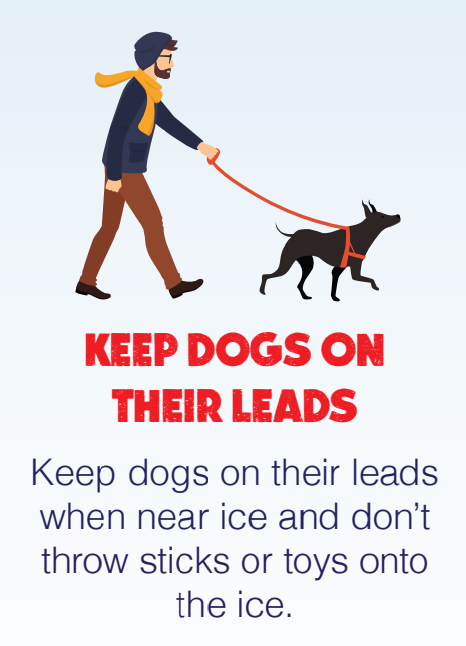 KEEP DOGS ON
THEIR LEADS
Keep dogs on their leads
when near ice and don’t
throw sticks or toys onto
the ice.